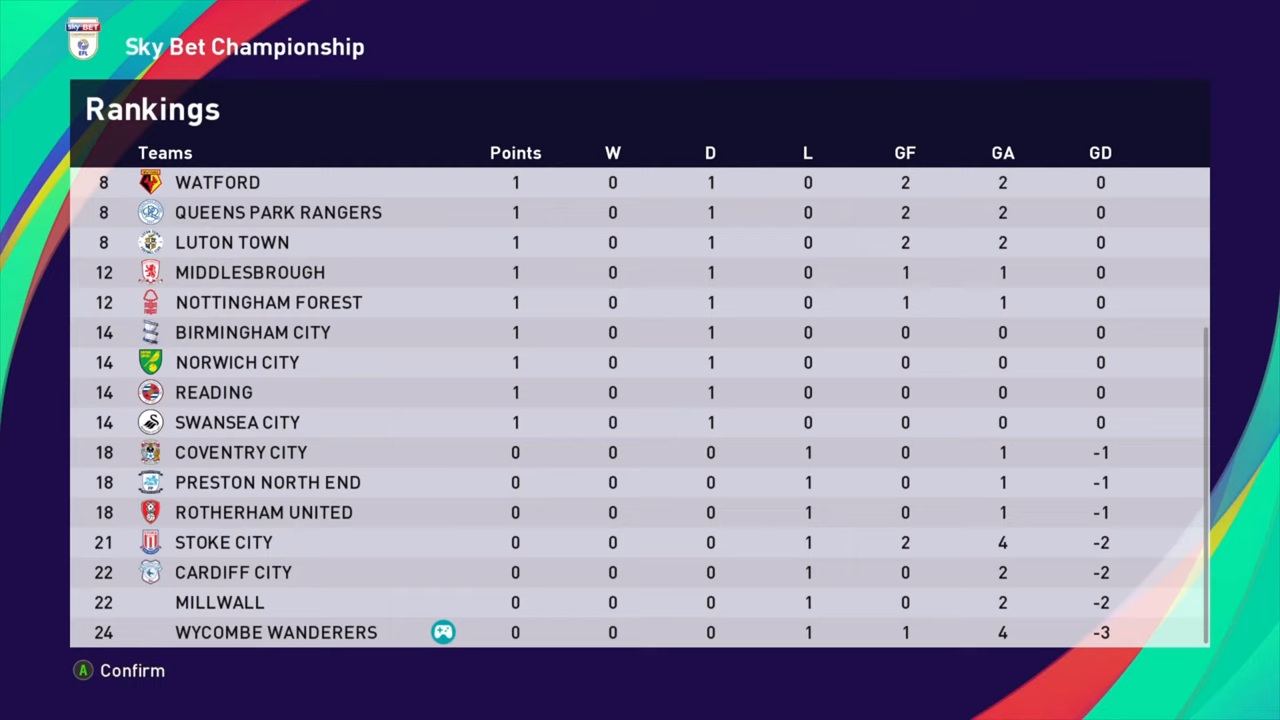 sky BET
EFL
Sky Bet Championship
Rankings
Teams Points W D L GF GA GD
8 WATFORD 1 0 1 0 2 2 0
8 QUEENS PARK RANGERS 1 0 1 0 2 2 0
8 LUTON TOWN 1 0 1 0 2 2 0
12 MIDDLESBROUGH 1 0 1 0 1 1 0
12 NOTTINGHAM FOREST 1 0 1 0 1 1 0
14 BIRMINGHAM CITY 1 0 1 0 0 0 0
14 NORWICH CITY 1 0 1 0 0 0 0
14 READING 1 0 1 0 0 0 0
14 SWANSEA CITY 1 0 1 0 0 0 0
18 COVENTRY CITY 0 0 0 1 0 1 -1
18 PRESTON NORTH END 0 0 0 1 0 1 -1
18 ROTHERHAM UNITED 0 0 0 1 0 1 -1
21 STOKE CITY 0 0 0 1 2 4 -2
22 CARDIFF CITY 0 0 0 1 0 2 -2
22 MILLWALL 0 0 0 1 0 2 -2
24 WYCOMBE WANDERERS 0 0 0 1 1 4 -3
A Confirm